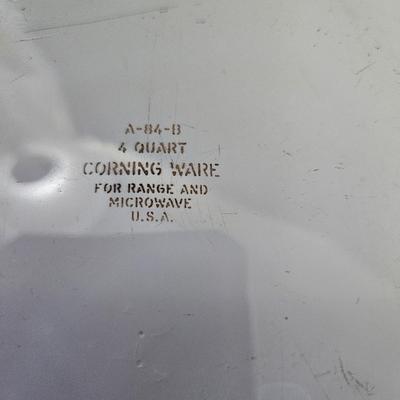 A-84-B
4 QUART
CORNING WARE
FOR RANGE AND
MICROWAVE
U.S.A.